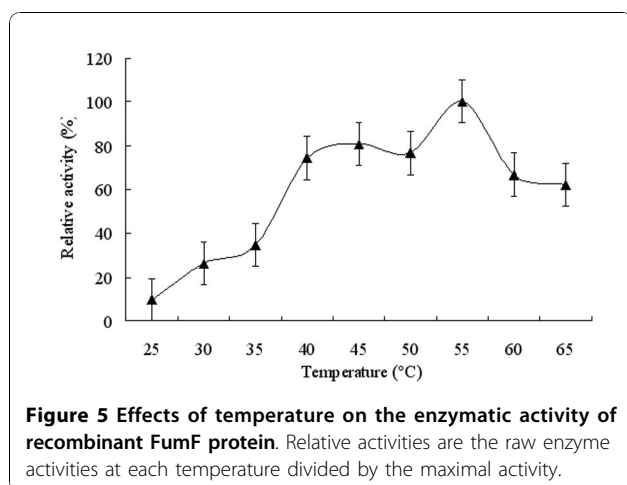 120
100
80
60
40
20
0
Relative activity (%)
25 30 35 40 45 50 55 60 65
Temperature (°C)
Figure 5 Effects of temperature on the enzymatic activity of
recombinant FumF protein. Relative activities are the raw enzyme
activities at each temperature divided by the maximal activity.